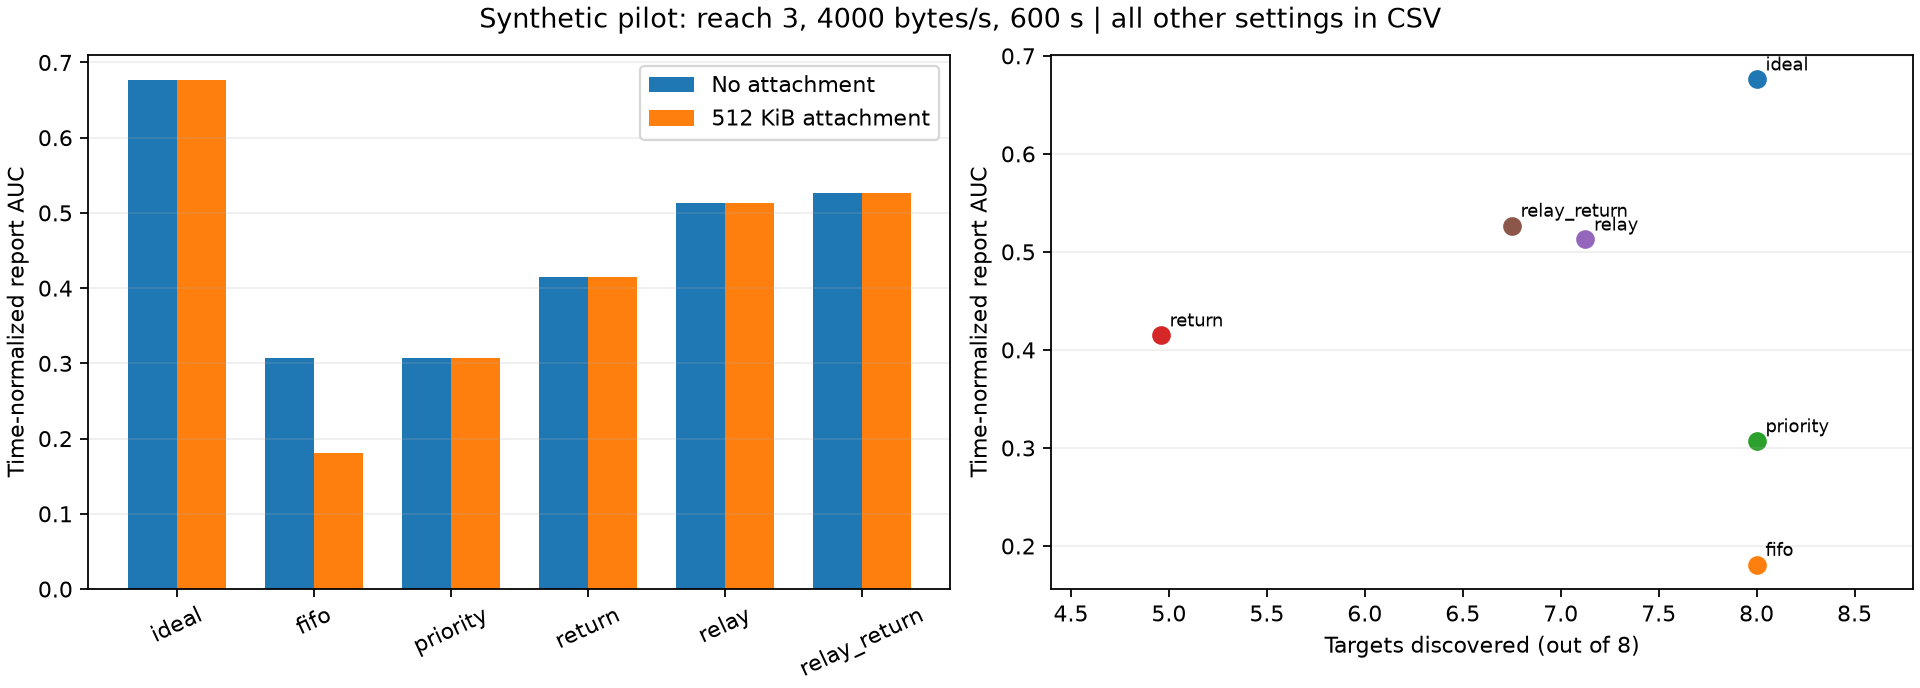 Synthetic pilot: reach 3, 4000 bytes/s, 600 s | all other settings in CSV
Time-normalized report AUC
0.7
0.6
0.5
0.4
0.3
0.2
0.1
0.0
No attachment
512 KiB attachment
ideal
fifo
priority
return
relay
relay_return
Time-normalized report AUC
0.7
0.6
0.5
0.4
0.3
0.2
ideal
relay_return
relay
return
priority
fifo
4.5
5.0
5.5
6.0
6.5
7.0
7.5
8.0
8.5
Targets discovered (out of 8)